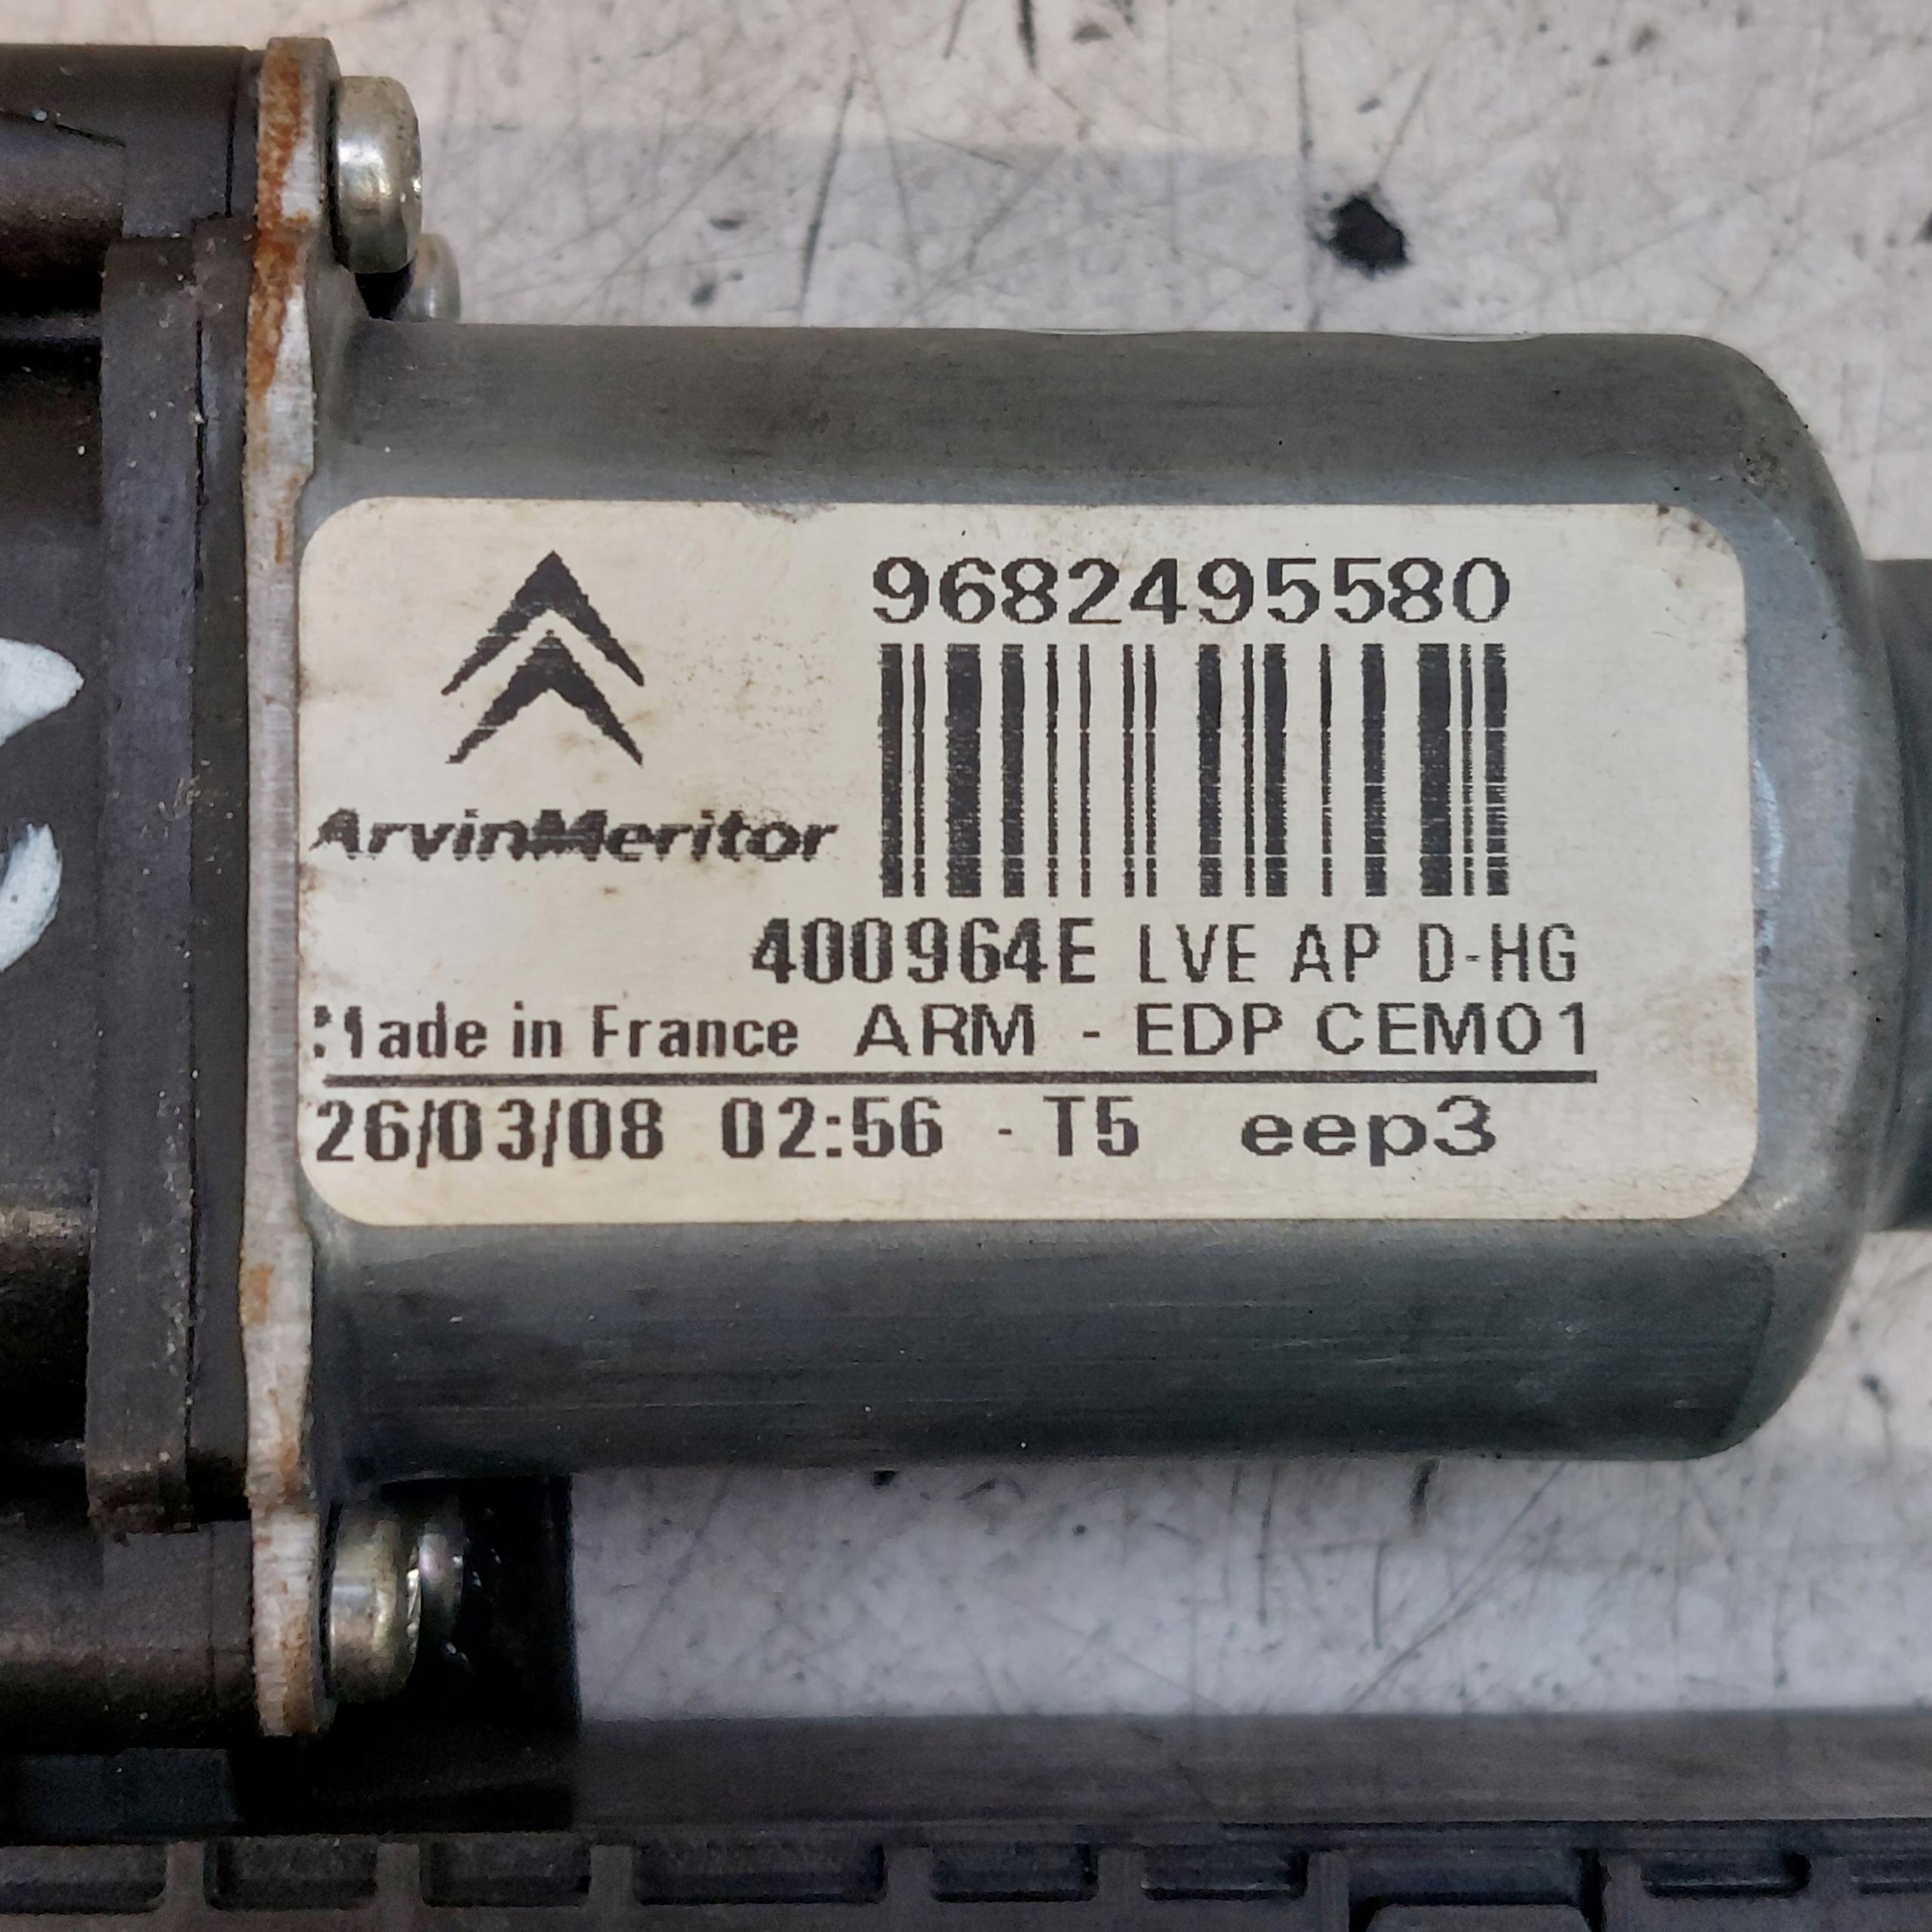 9682495580
ArvinMeritor
400964E LVE AP D-HG
Made in France ARM - EDP CEM01
26/03/08 02:56 - T5 eep3